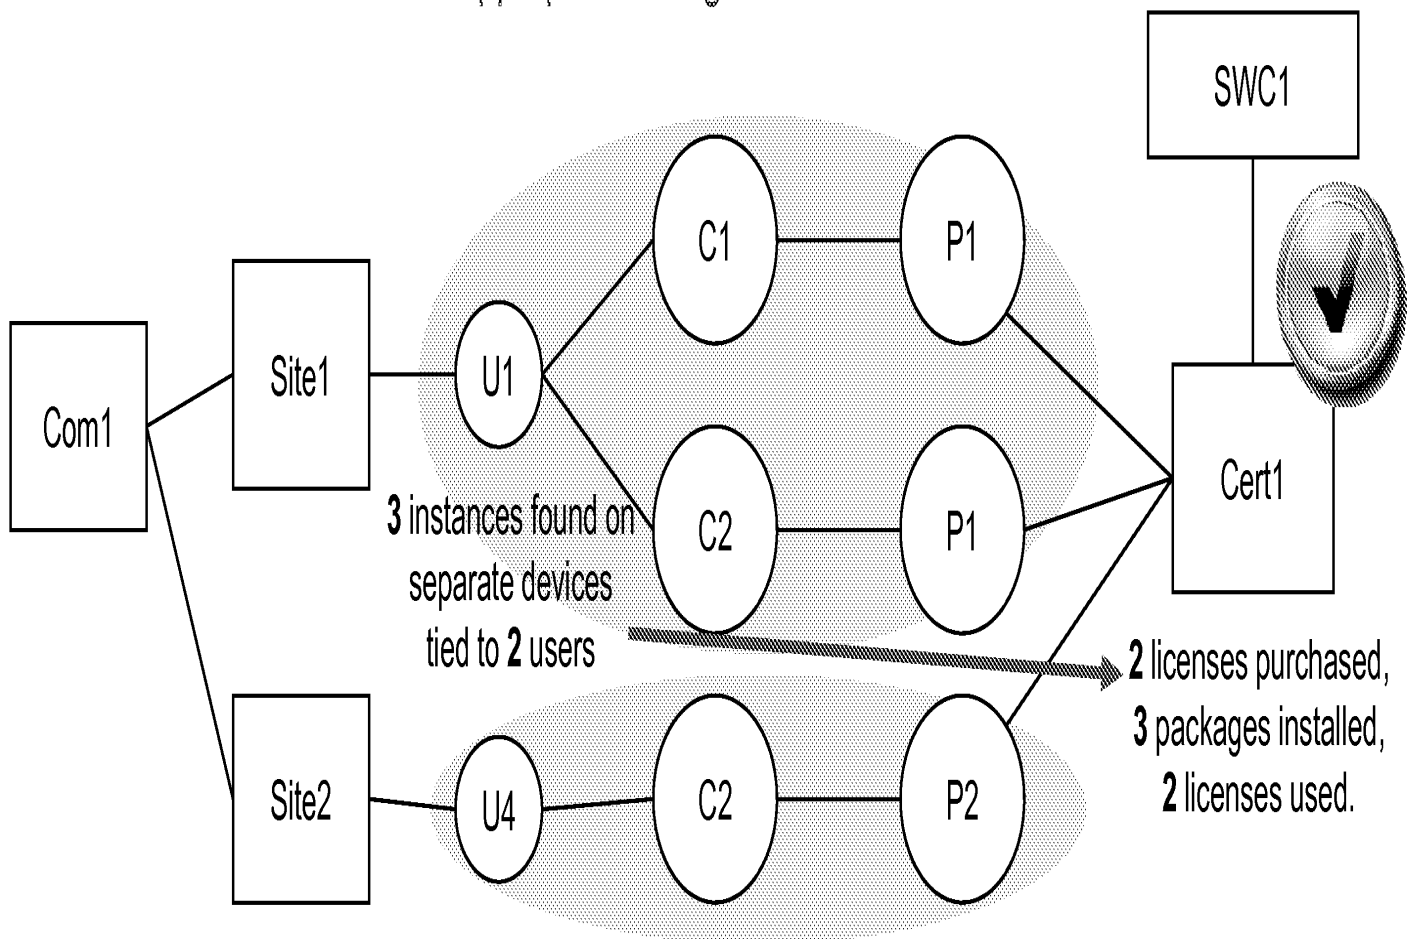 SWC1
C1
P1
Site1
U1
Com1
Cert1
C2
P1
3 instances found on
separate devices
tied to 2 users
2 licenses purchased,
3 packages installed,
2 licenses used.
Site2
U4
C2
P2